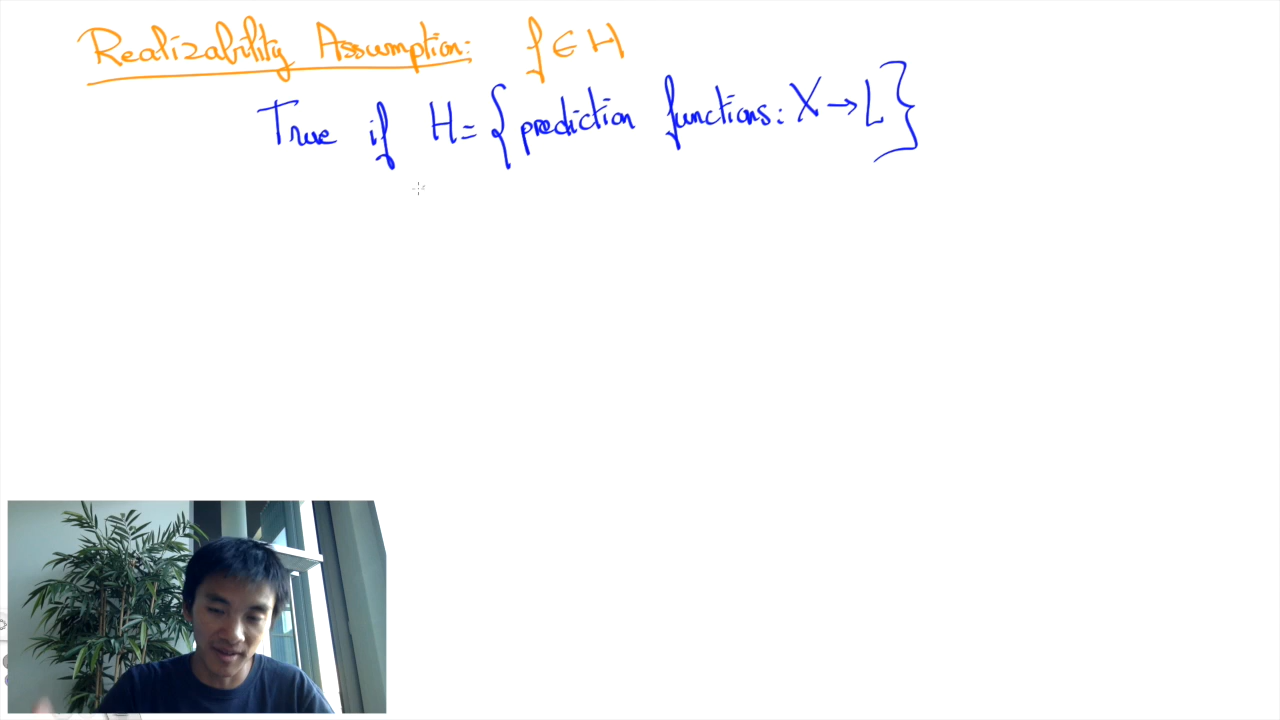 Realizability Assumption: f ∈ H
True if H = { prediction functions: X → L }